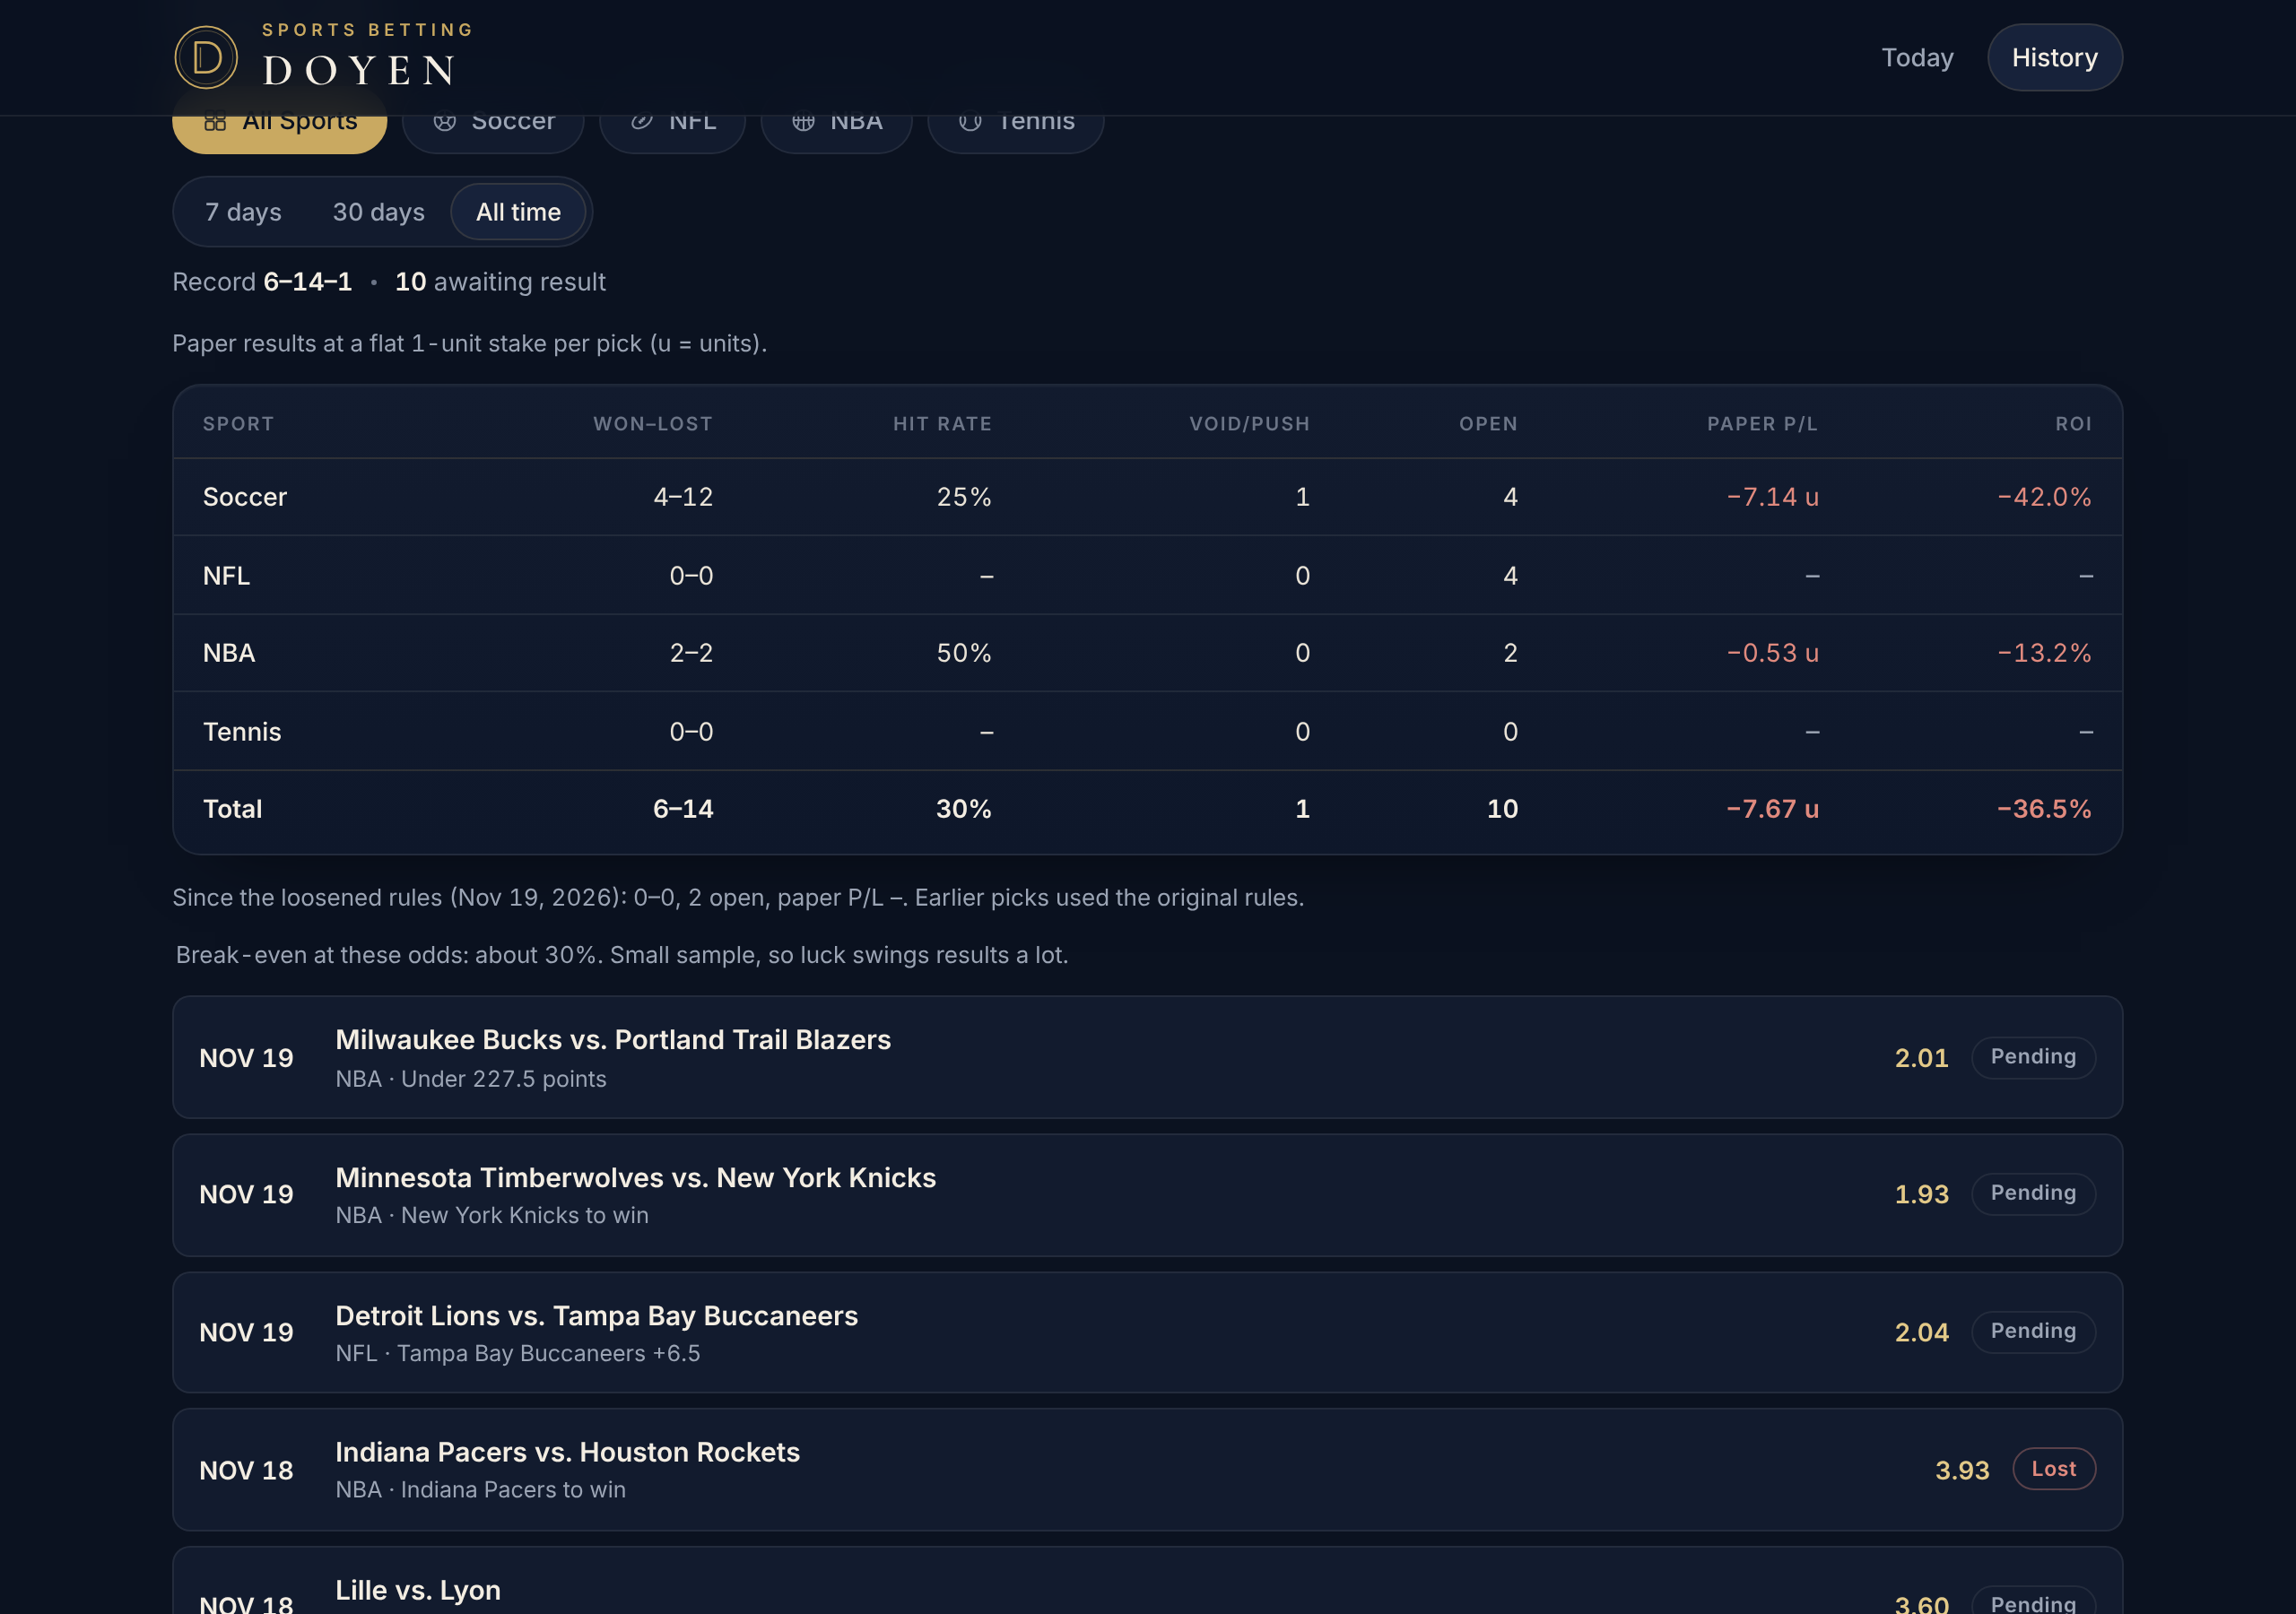 SPORTS BETTING
DOYEN
Today History
All Sports Soccer NFL NBA Tennis
7 days 30 days All time
Record 6–14–1 • 10 awaiting result
Paper results at a flat 1-unit stake per pick (u = units).
SPORT WON–LOST HIT RATE VOID/PUSH OPEN PAPER P/L ROI
Soccer 4–12 25% 1 4 −7.14 u −42.0%
NFL 0–0 – 0 4 – –
NBA 2–2 50% 0 2 −0.53 u −13.2%
Tennis 0–0 – 0 0 – –
Total 6–14 30% 1 10 −7.67 u −36.5%
Since the loosened rules (Nov 19, 2026): 0–0, 2 open, paper P/L –. Earlier picks used the original rules.
Break-even at these odds: about 30%. Small sample, so luck swings results a lot.
NOV 19 Milwaukee Bucks vs. Portland Trail Blazers 2.01 Pending
NBA · Under 227.5 points
NOV 19 Minnesota Timberwolves vs. New York Knicks 1.93 Pending
NBA · New York Knicks to win
NOV 19 Detroit Lions vs. Tampa Bay Buccaneers 2.04 Pending
NFL · Tampa Bay Buccaneers +6.5
NOV 18 Indiana Pacers vs. Houston Rockets 3.93 Lost
NBA · Indiana Pacers to win
Lille vs. Lyon
NOV 18 3.60 Pending